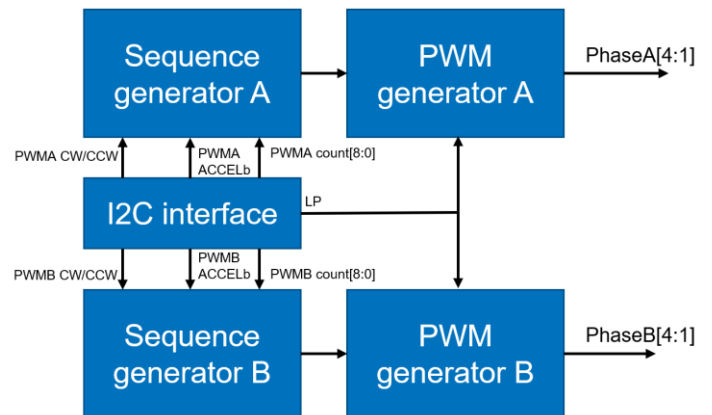 Sequence
generator A
PWM
generator A
PhaseA[4:1]
PWMA CW/CCW
PWMA
ACCELb
PWMA count[8:0]
I2C interface
LP
PWMB CW/CCW
PWMB
ACCELb
PWMB count[8:0]
Sequence
generator B
PWM
generator B
PhaseB[4:1]